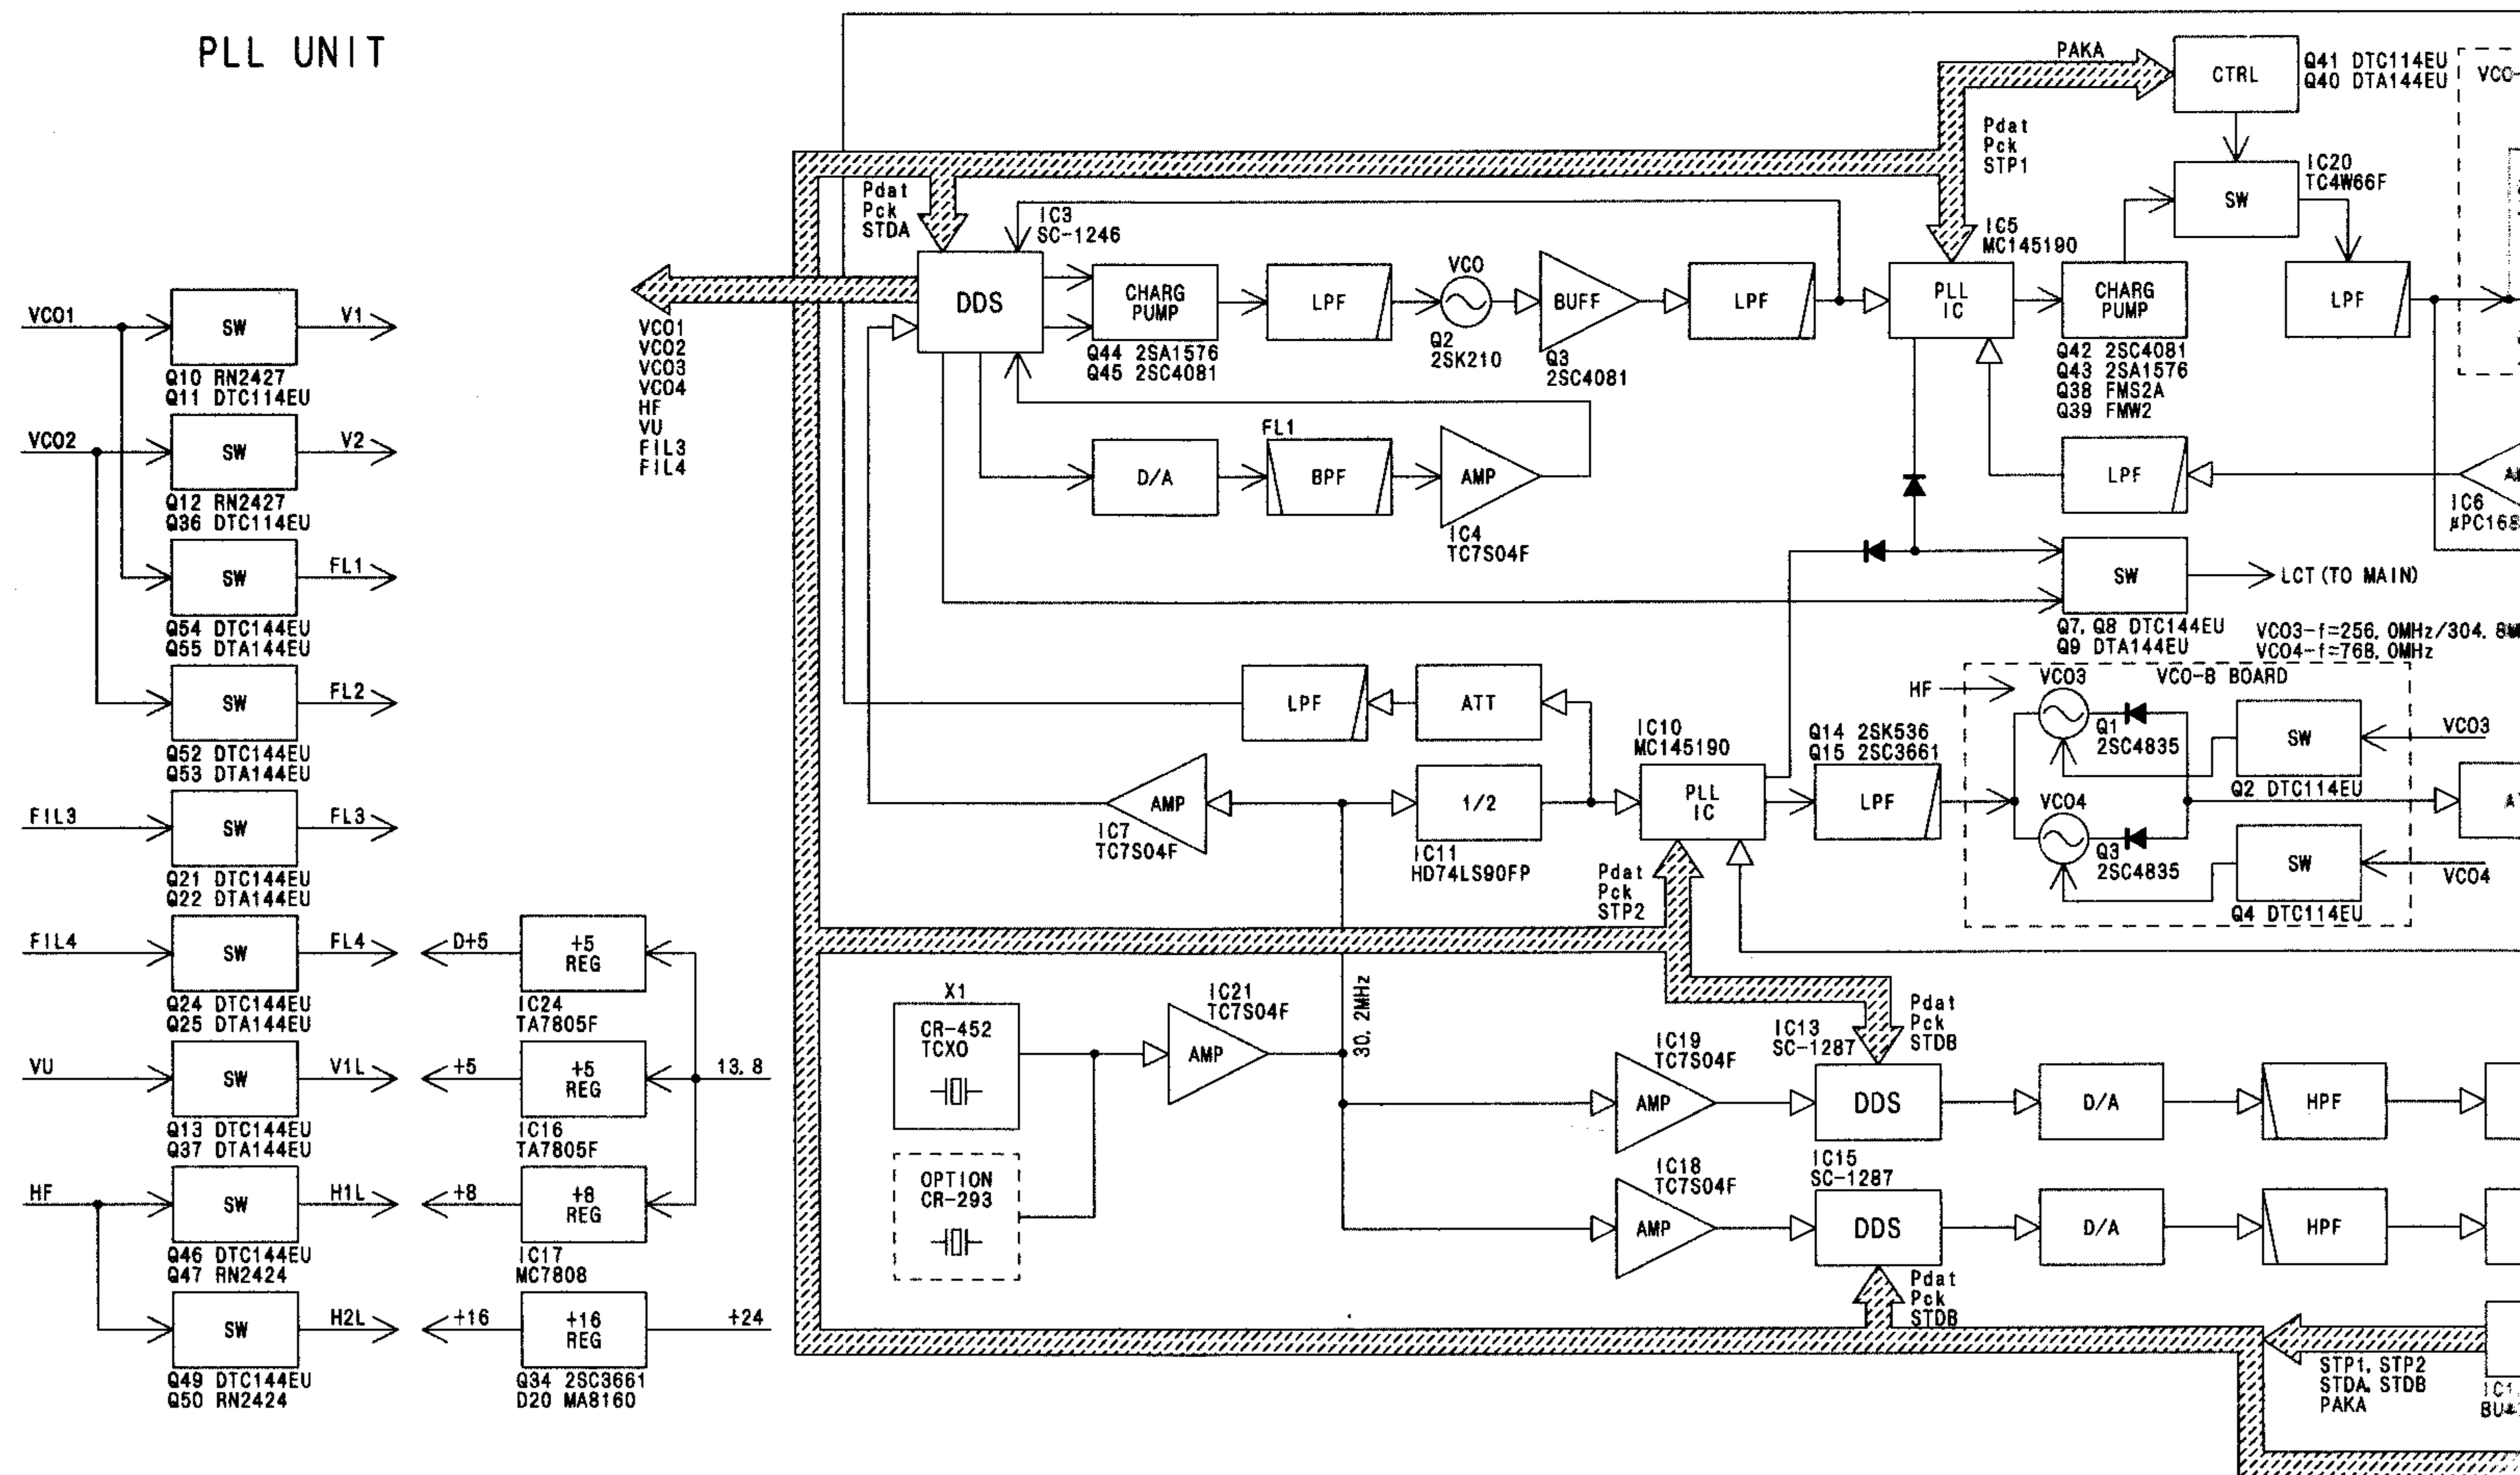 PLL UNIT
VCO1
SW
V1
Q10 RN2427
Q11 DTC114EU
VCO2
SW
V2
Q12 RN2427
Q36 DTC114EU
SW
FL1
Q54 DTC144EU
Q55 DTA144EU
SW
FL2
Q52 DTC144EU
Q53 DTA144EU
FIL3
SW
FL3
Q21 DTC144EU
Q22 DTA144EU
FIL4
SW
FL4
Q24 DTC144EU
Q25 DTA144EU
VU
SW
V1L
Q13 DTC144EU
Q37 DTA144EU
HF
SW
H1L
Q46 DTC144EU
Q47 RN2424
SW
H2L
Q49 DTC144EU
Q50 RN2424
D+5
+5
REG
IC24
TA7805F
+5
+5
REG
13.8
IC16
TA7805F
+8
+8
REG
IC17
MC7808
+16
+16
REG
+24
Q34 2SC3661
D20 MA8160
VCO1
VCO2
VCO3
VCO4
HF
VU
FIL3
FIL4
Pdat
Pck
STDA
IC3
SC-1246
DDS
CHARG
PUMP
Q44 2SA1576
Q45 2SC4081
LPF
VCO
Q2
2SK210
BUFF
Q3
2SC4081
LPF
PAKA
Pdat
Pck
STP1
CTRL
Q41 DTC114EU
Q40 DTA144EU
VCO-
IC20
TC4W66F
SW
IC5
MC145190
PLL
IC
CHARG
PUMP
Q42 2SC4081
Q43 2SA1576
Q38 FMS2A
Q39 FMW2
LPF
D/A
FL1
BPF
AMP
IC4
TC7S04F
LPF
IC6
µPC168
SW
LCT (TO MAIN)
Q7, Q8 DTC144EU
Q9 DTA144EU
VCO3-f=256.0MHz/304.8M
VCO4-f=768.0MHz
LPF
ATT
AMP
IC7
TC7S04F
1/2
IC11
HD74LS90FP
IC10
MC145190
PLL
IC
Pdat
Pck
STP2
Q14 2SK536
Q15 2SC3661
LPF
HF
VCO-B BOARD
VCO3
Q1
2SC4835
SW
VCO3
Q2 DTC114EU
VCO4
Q3
2SC4835
SW
VCO4
Q4 DTC114EU
X1
CR-452
TCXO
OPTION
CR-293
IC21
TC7S04F
AMP
30.2MHz
IC19
TC7S04F
AMP
IC13
SC-1287
Pdat
Pck
STDB
DDS
D/A
HPF
IC18
TC7S04F
AMP
IC15
SC-1287
DDS
D/A
HPF
Pdat
Pck
STDB
STP1, STP2
STDA, STDB
PAKA